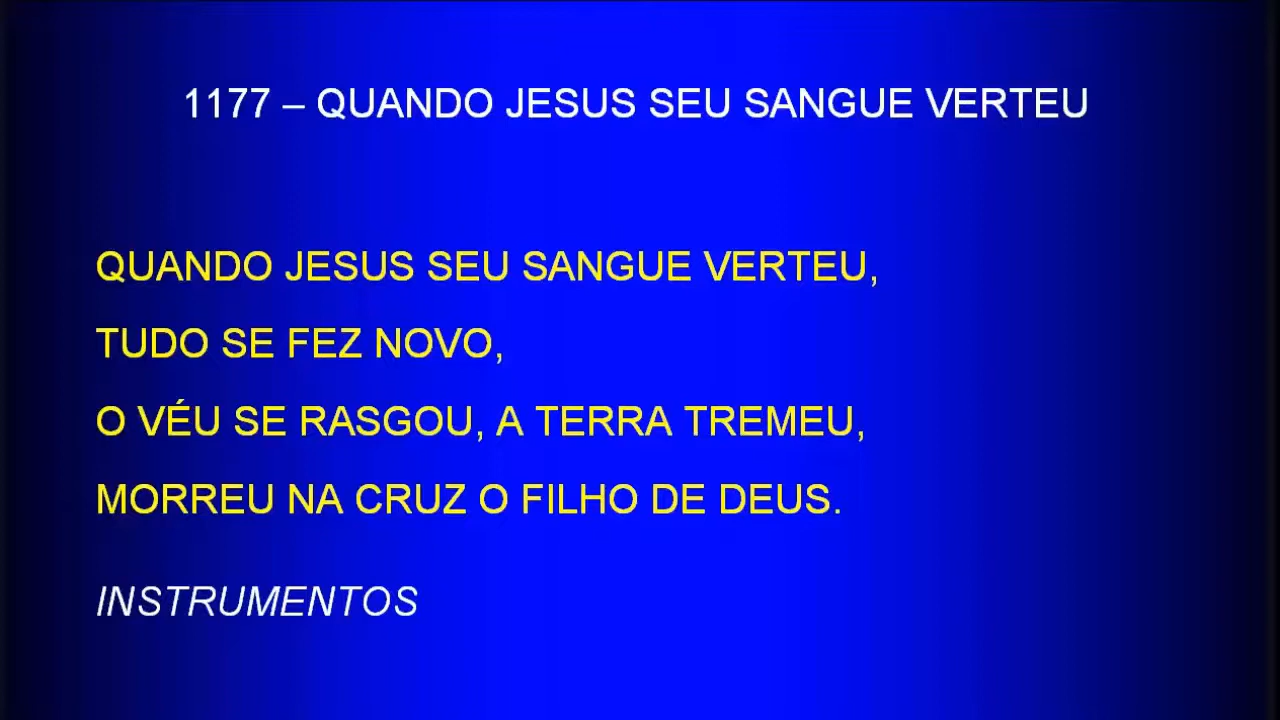 1177 – QUANDO JESUS SEU SANGUE VERTEU
QUANDO JESUS SEU SANGUE VERTEU,
TUDO SE FEZ NOVO,
O VÉU SE RASGOU, A TERRA TREMEU,
MORREU NA CRUZ O FILHO DE DEUS.
INSTRUMENTOS